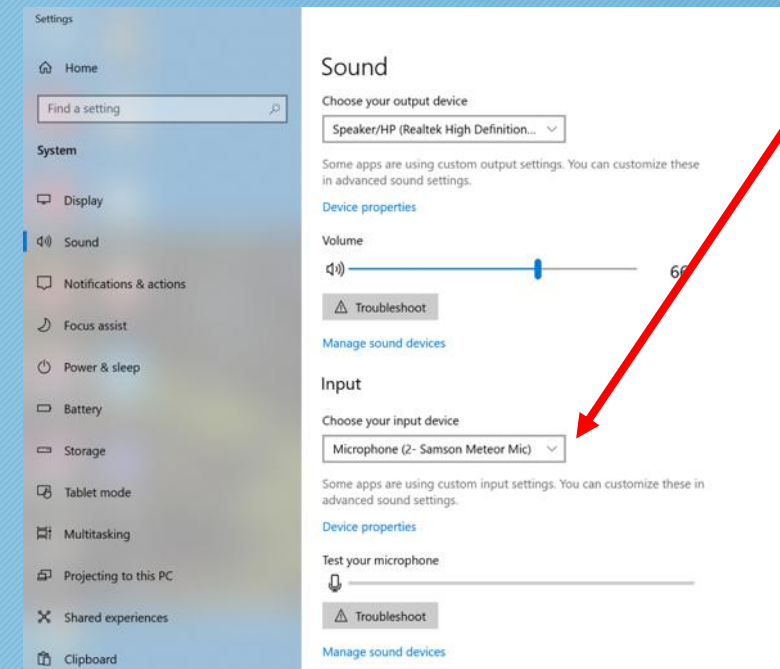 Settings
Home
Find a setting
System
Display
Sound
Notifications & actions
Focus assist
Power & sleep
Battery
Storage
Tablet mode
Multitasking
Projecting to this PC
Shared experiences
Clipboard
Sound
Choose your output device
Speaker/HP (Realtek High Definition...
Some apps are using custom output settings. You can customize these
in advanced sound settings.
Device properties
Volume
66
Troubleshoot
Manage sound devices
Input
Choose your input device
Microphone (2- Samson Meteor Mic)
Some apps are using custom input settings. You can customize these in
advanced sound settings.
Device properties
Test your microphone
Troubleshoot
Manage sound devices